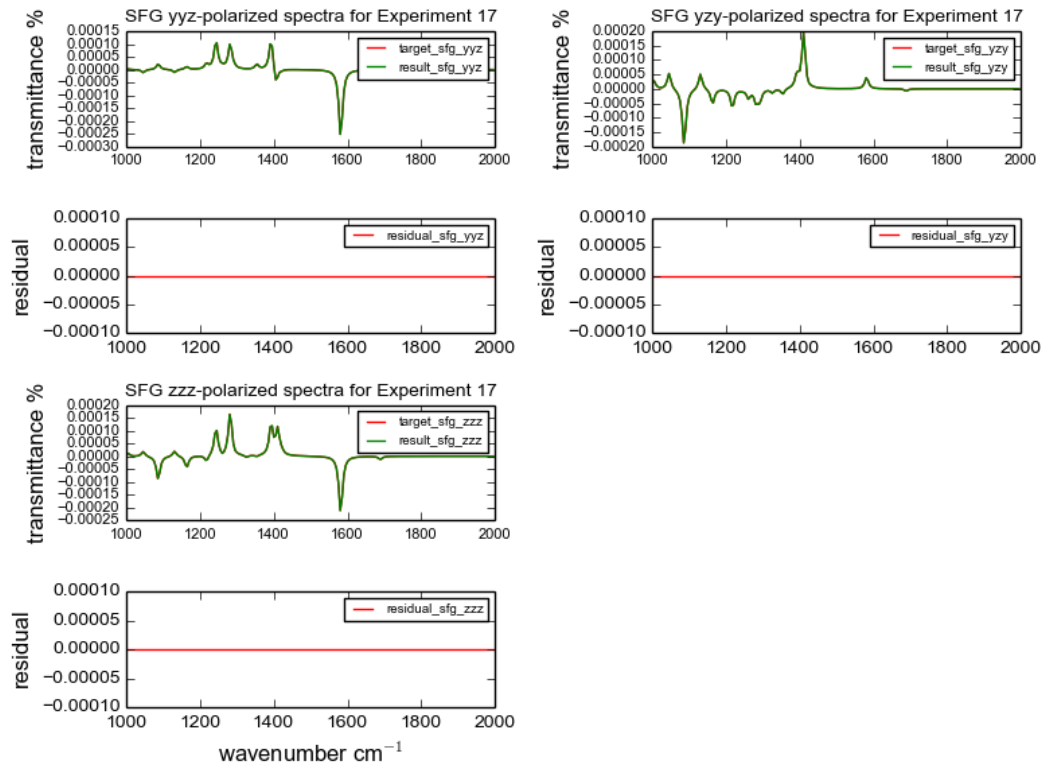 SFG yyz-polarized spectra for Experiment 17
transmittance %
0.00015
0.00010
0.00005
0.00000
−0.00005
−0.00010
−0.00015
−0.00020
−0.00025
−0.00030
target_sfg_yyz
result_sfg_yyz
1000 1200 1400 1600 1800 2000
SFG yzy-polarized spectra for Experiment 17
transmittance %
0.00020
0.00015
0.00010
0.00005
0.00000
−0.00005
−0.00010
−0.00015
−0.00020
target_sfg_yzy
result_sfg_yzy
1000 1200 1400 1600 1800 2000
residual
0.00010
0.00005
0.00000
−0.00005
−0.00010
residual_sfg_yyz
1000 1200 1400 1600 1800 2000
residual
0.00010
0.00005
0.00000
−0.00005
−0.00010
residual_sfg_yzy
1000 1200 1400 1600 1800 2000
SFG zzz-polarized spectra for Experiment 17
transmittance %
0.00020
0.00015
0.00010
0.00005
0.00000
−0.00005
−0.00010
−0.00015
−0.00020
−0.00025
target_sfg_zzz
result_sfg_zzz
1000 1200 1400 1600 1800 2000
residual
0.00010
0.00005
0.00000
−0.00005
−0.00010
residual_sfg_zzz
1000 1200 1400 1600 1800 2000
wavenumber cm⁻¹